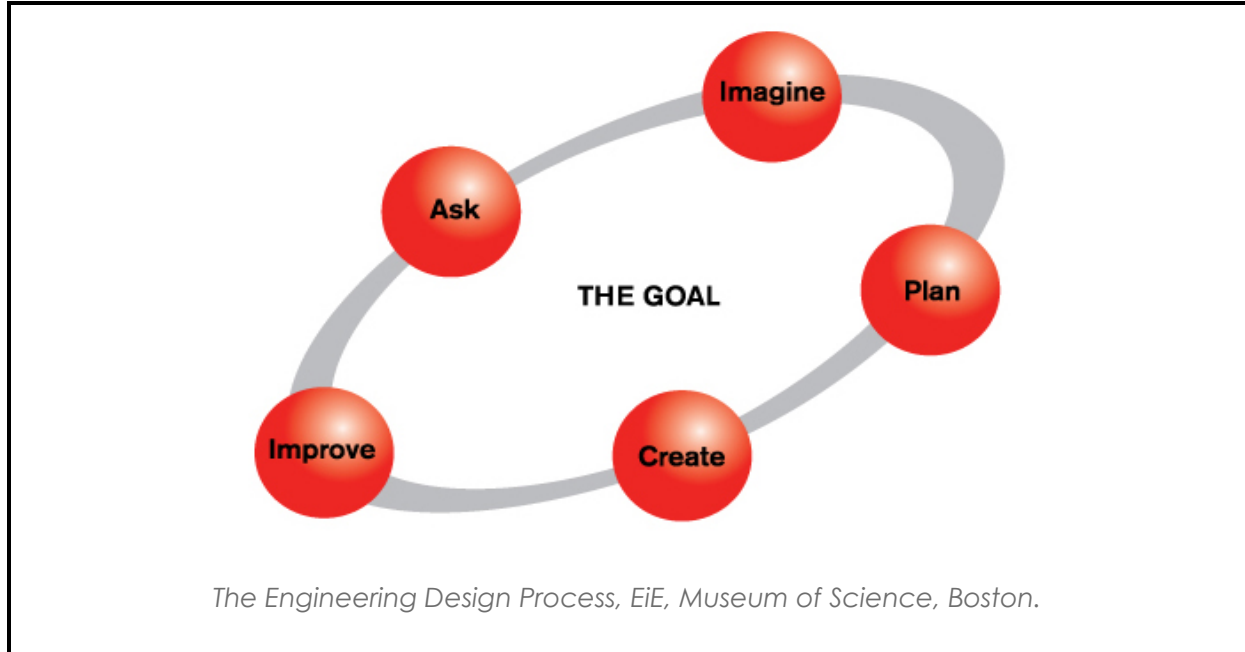 Imagine
Ask
Plan
THE GOAL
Improve
Create
The Engineering Design Process, EiE, Museum of Science, Boston.